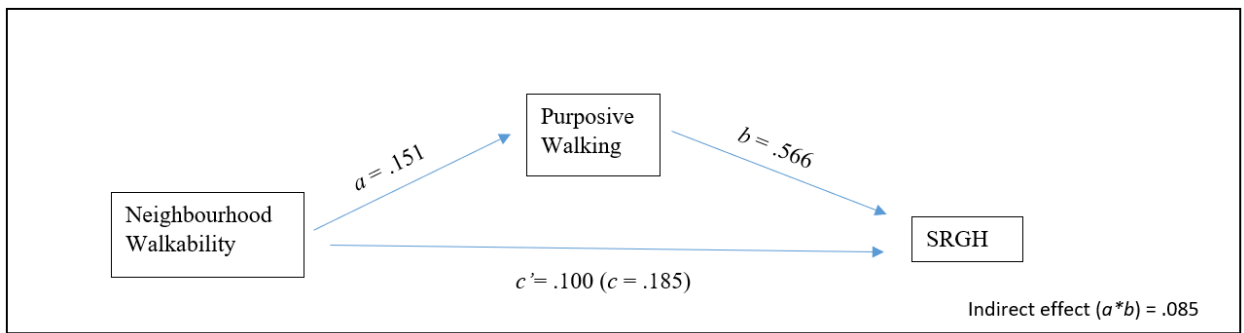 Purposive
Walking
a = .151
b = .566
Neighbourhood
Walkability
SRGH
c’= .100 (c = .185)
Indirect effect (a*b) = .085